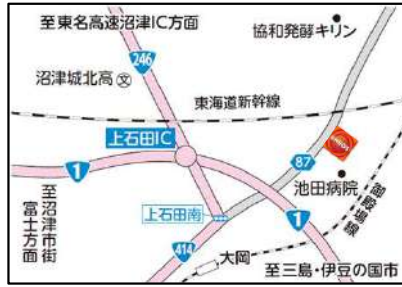 至東名高速沼津IC方面
協和発酵キリン
246
沼津城北高
文
東海道新幹線
上石田IC
87
ENEOS
1
池田病院
御殿場線
至沼津市街
富士方面
上石田南
1
414
大岡
至三島・伊豆の国市